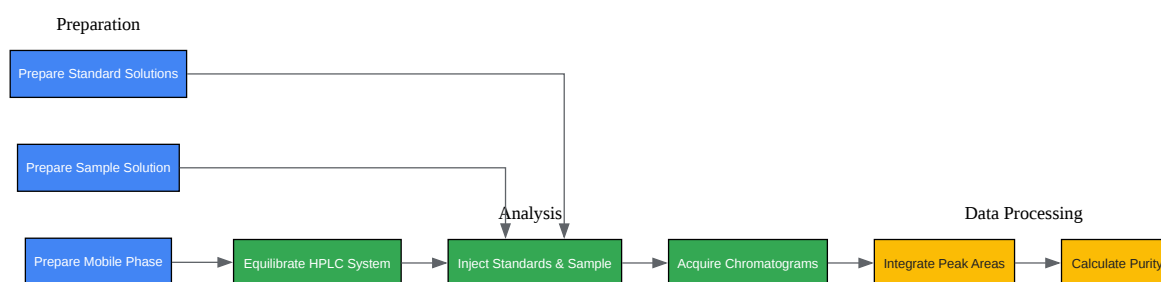 Preparation
Prepare Standard Solutions
Prepare Sample Solution
Analysis
Data Processing
Prepare Mobile Phase
Equilibrate HPLC System
Inject Standards & Sample
Acquire Chromatograms
Integrate Peak Areas
Calculate Purity